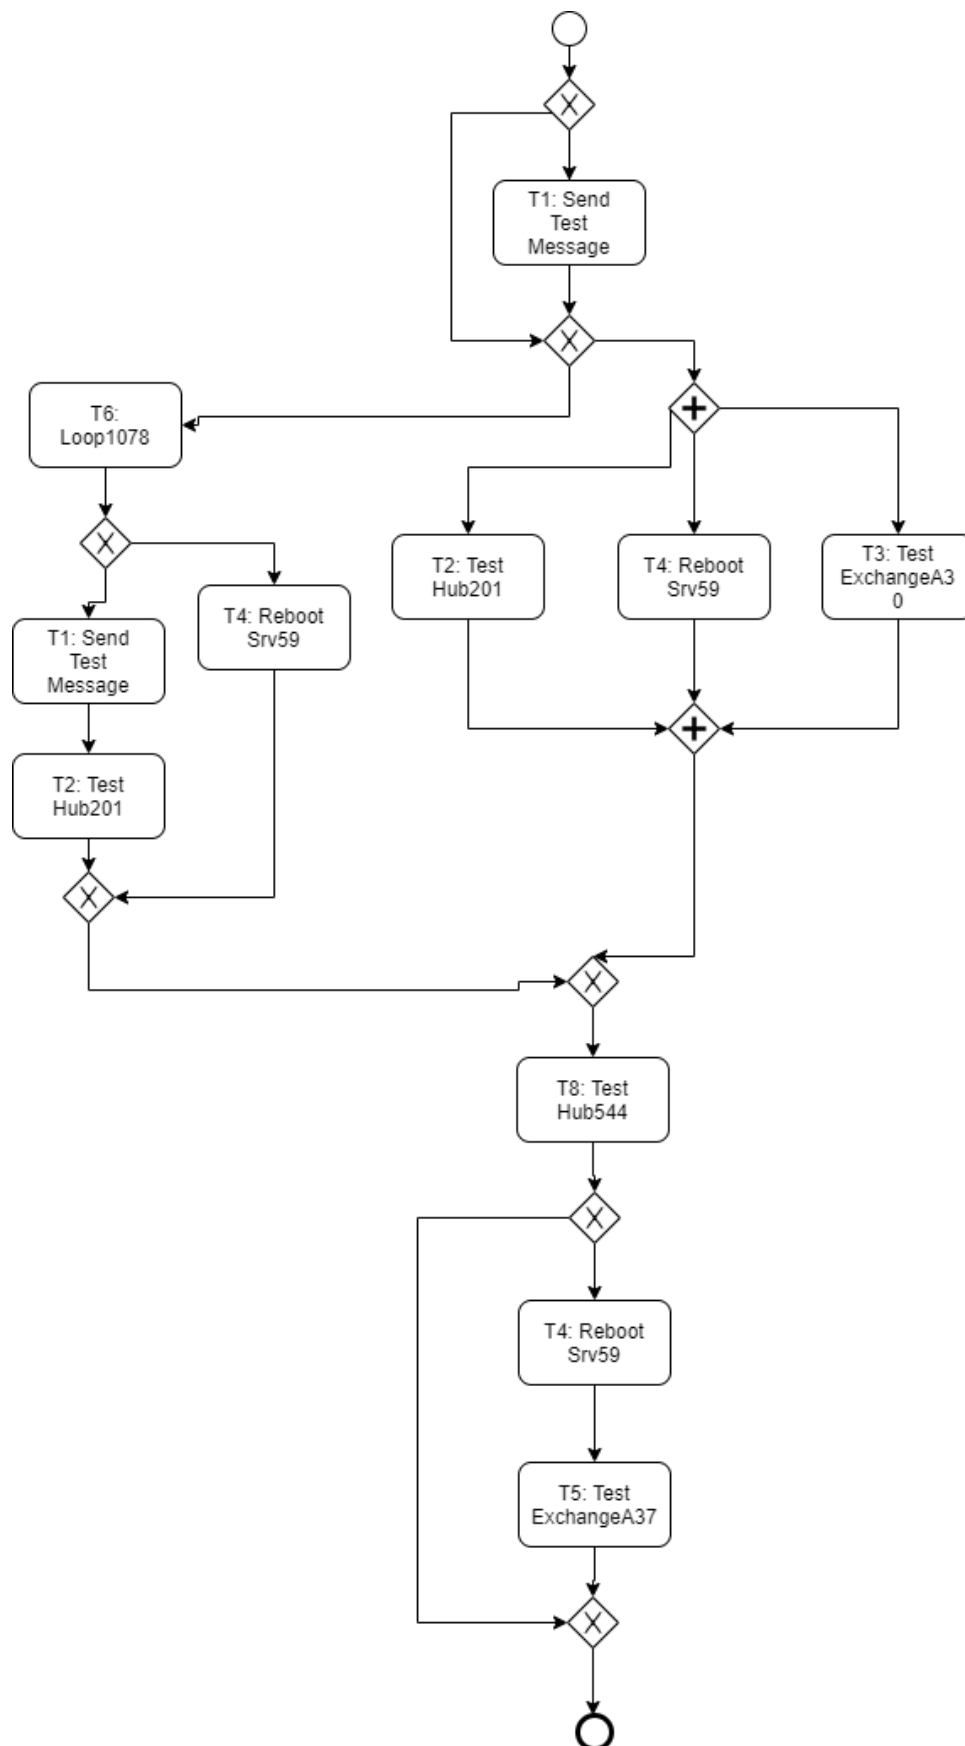 T1: Send
Test
Message
T6:
Loop1078
T2: Test
Hub201
T4: Reboot
Srv59
T3: Test
ExchangeA3
0
T4: Reboot
Srv59
T1: Send
Test
Message
T2: Test
Hub201
T8: Test
Hub544
T4: Reboot
Srv59
T5: Test
ExchangeA37